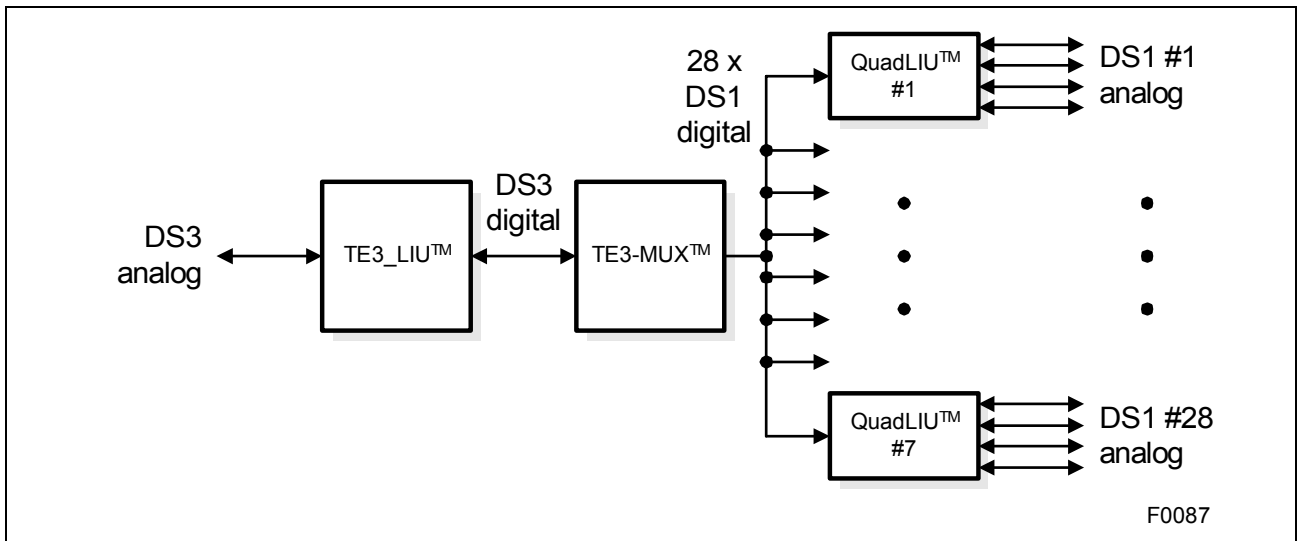 DS3
analog
TE3_LIU™
DS3
digital
TE3-MUX™
28 x
DS1
digital
QuadLIU™
#1
DS1 #1
analog
QuadLIU™
#7
DS1 #28
analog
F0087